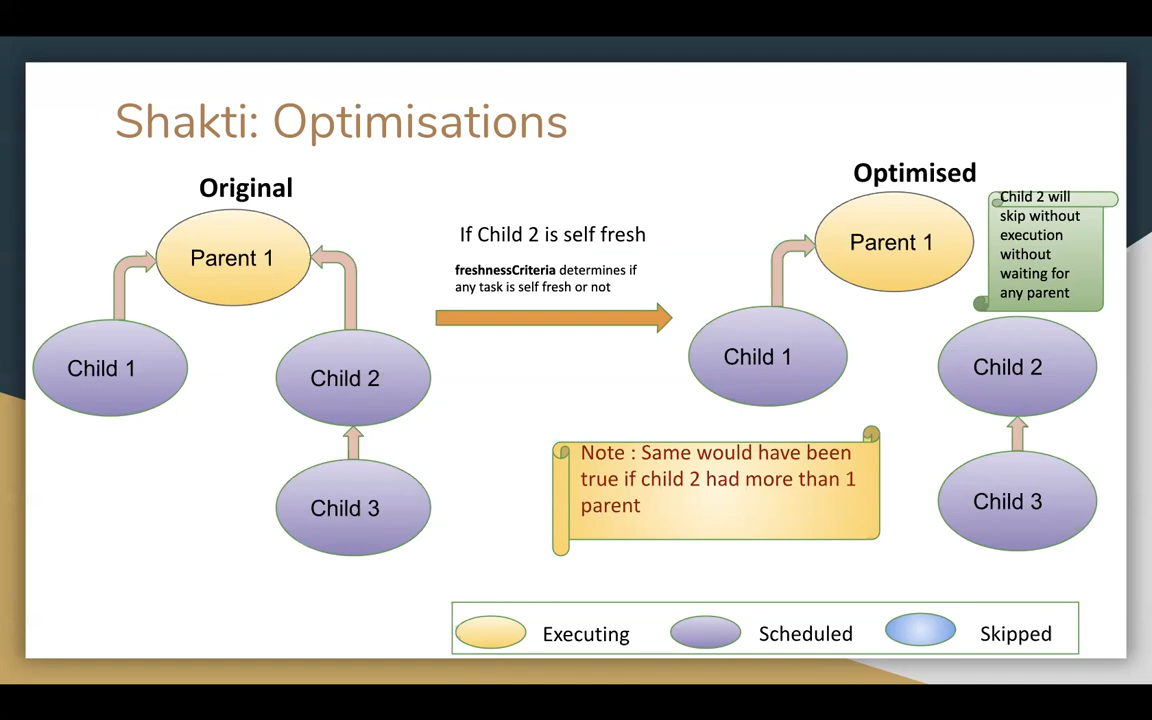 Shakti: Optimisations
Original
Parent 1
Child 1
Child 2
Child 3
If Child 2 is self fresh
freshnessCriteria determines if
any task is self fresh or not
Optimised
Parent 1
Child 2 will
skip without
execution
without
waiting for
any parent
Child 1
Child 2
Child 3
Note : Same would have been
true if child 2 had more than 1
parent
Executing
Scheduled
Skipped